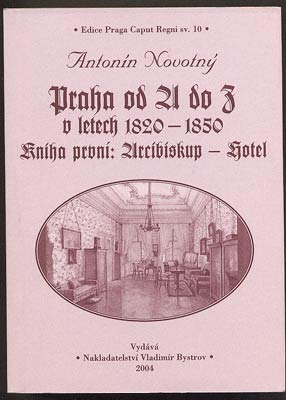 • Edice Praga Caput Regni sv. 10 •
Antonín Novotný
Praha od A do Z
v letech 1820 – 1850
Kniha první: Arcibiskup – Hotel
Vydává
• Nakladatelství Vladimír Bystrov •
2004